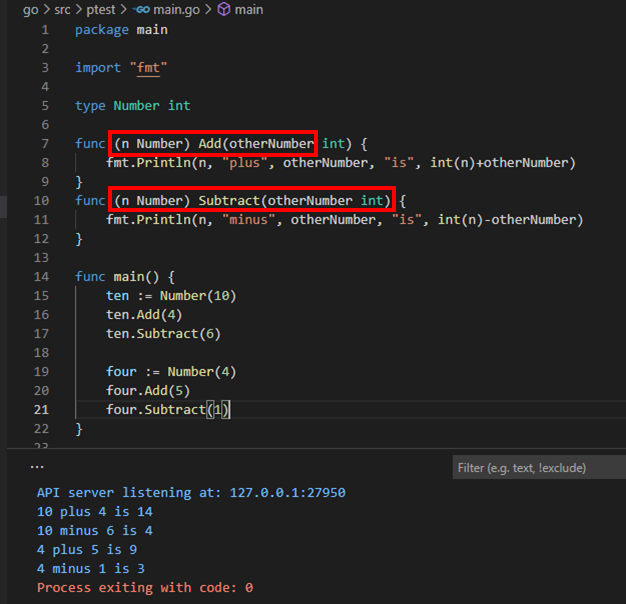 go > src > ptest > main.go > main
1 package main
2
3 import "fmt"
4
5 type Number int
6
7 func (n Number) Add(otherNumber int) {
8 fmt.Println(n, "plus", otherNumber, "is", int(n)+otherNumber)
9 }
10 func (n Number) Subtract(otherNumber int) {
11 fmt.Println(n, "minus", otherNumber, "is", int(n)-otherNumber)
12 }
13
14 func main() {
15 ten := Number(10)
16 ten.Add(4)
17 ten.Subtract(6)
18
19 four := Number(4)
20 four.Add(5)
21 four.Subtract(1)
22 }
23
... Filter (e.g. text, !exclude)
API server listening at: 127.0.0.1:27950
10 plus 4 is 14
10 minus 6 is 4
4 plus 5 is 9
4 minus 1 is 3
Process exiting with code: 0